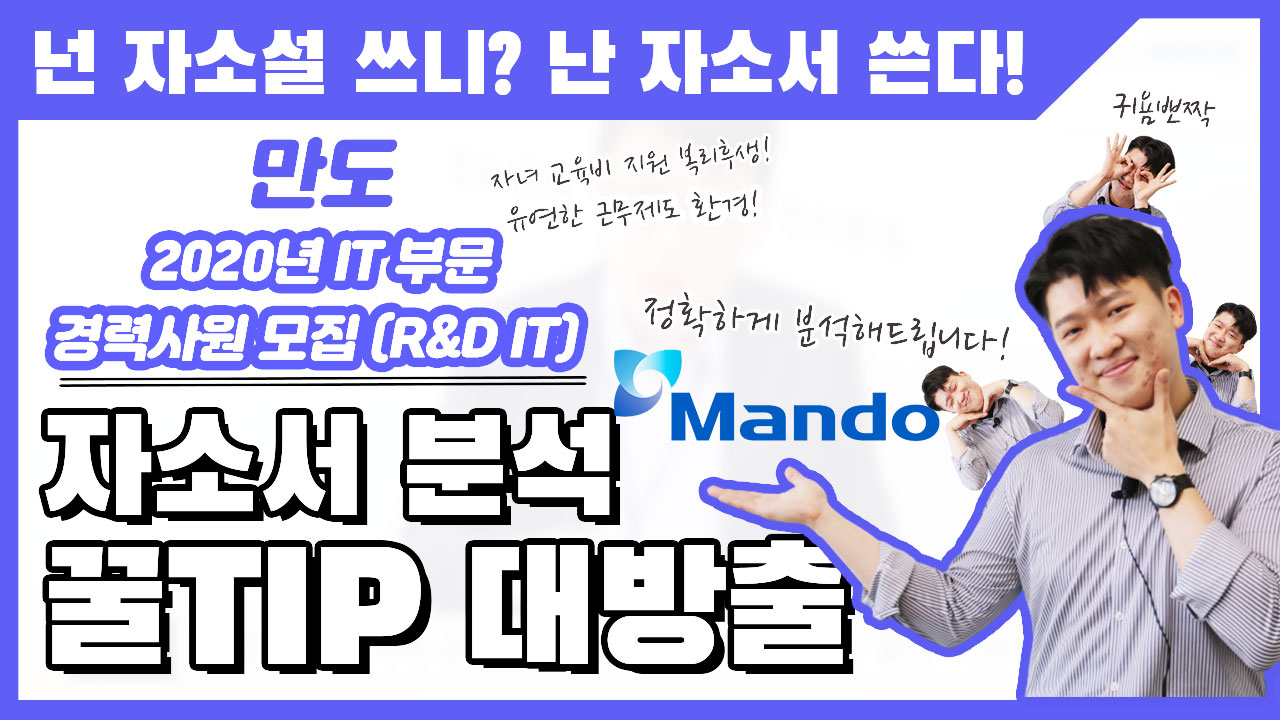 넌 자소설 쓰니? 난 자소서 쓴다!
귀욤뽀짝
만도
자녀 교육비 지원 복리후생!
유연한 근무제도 환경!
2020년 IT 부문
경력사원 모집 (R&D IT)
정확하게 분석해드립니다!
Mando
자소서 분석
꿀TIP 대방출